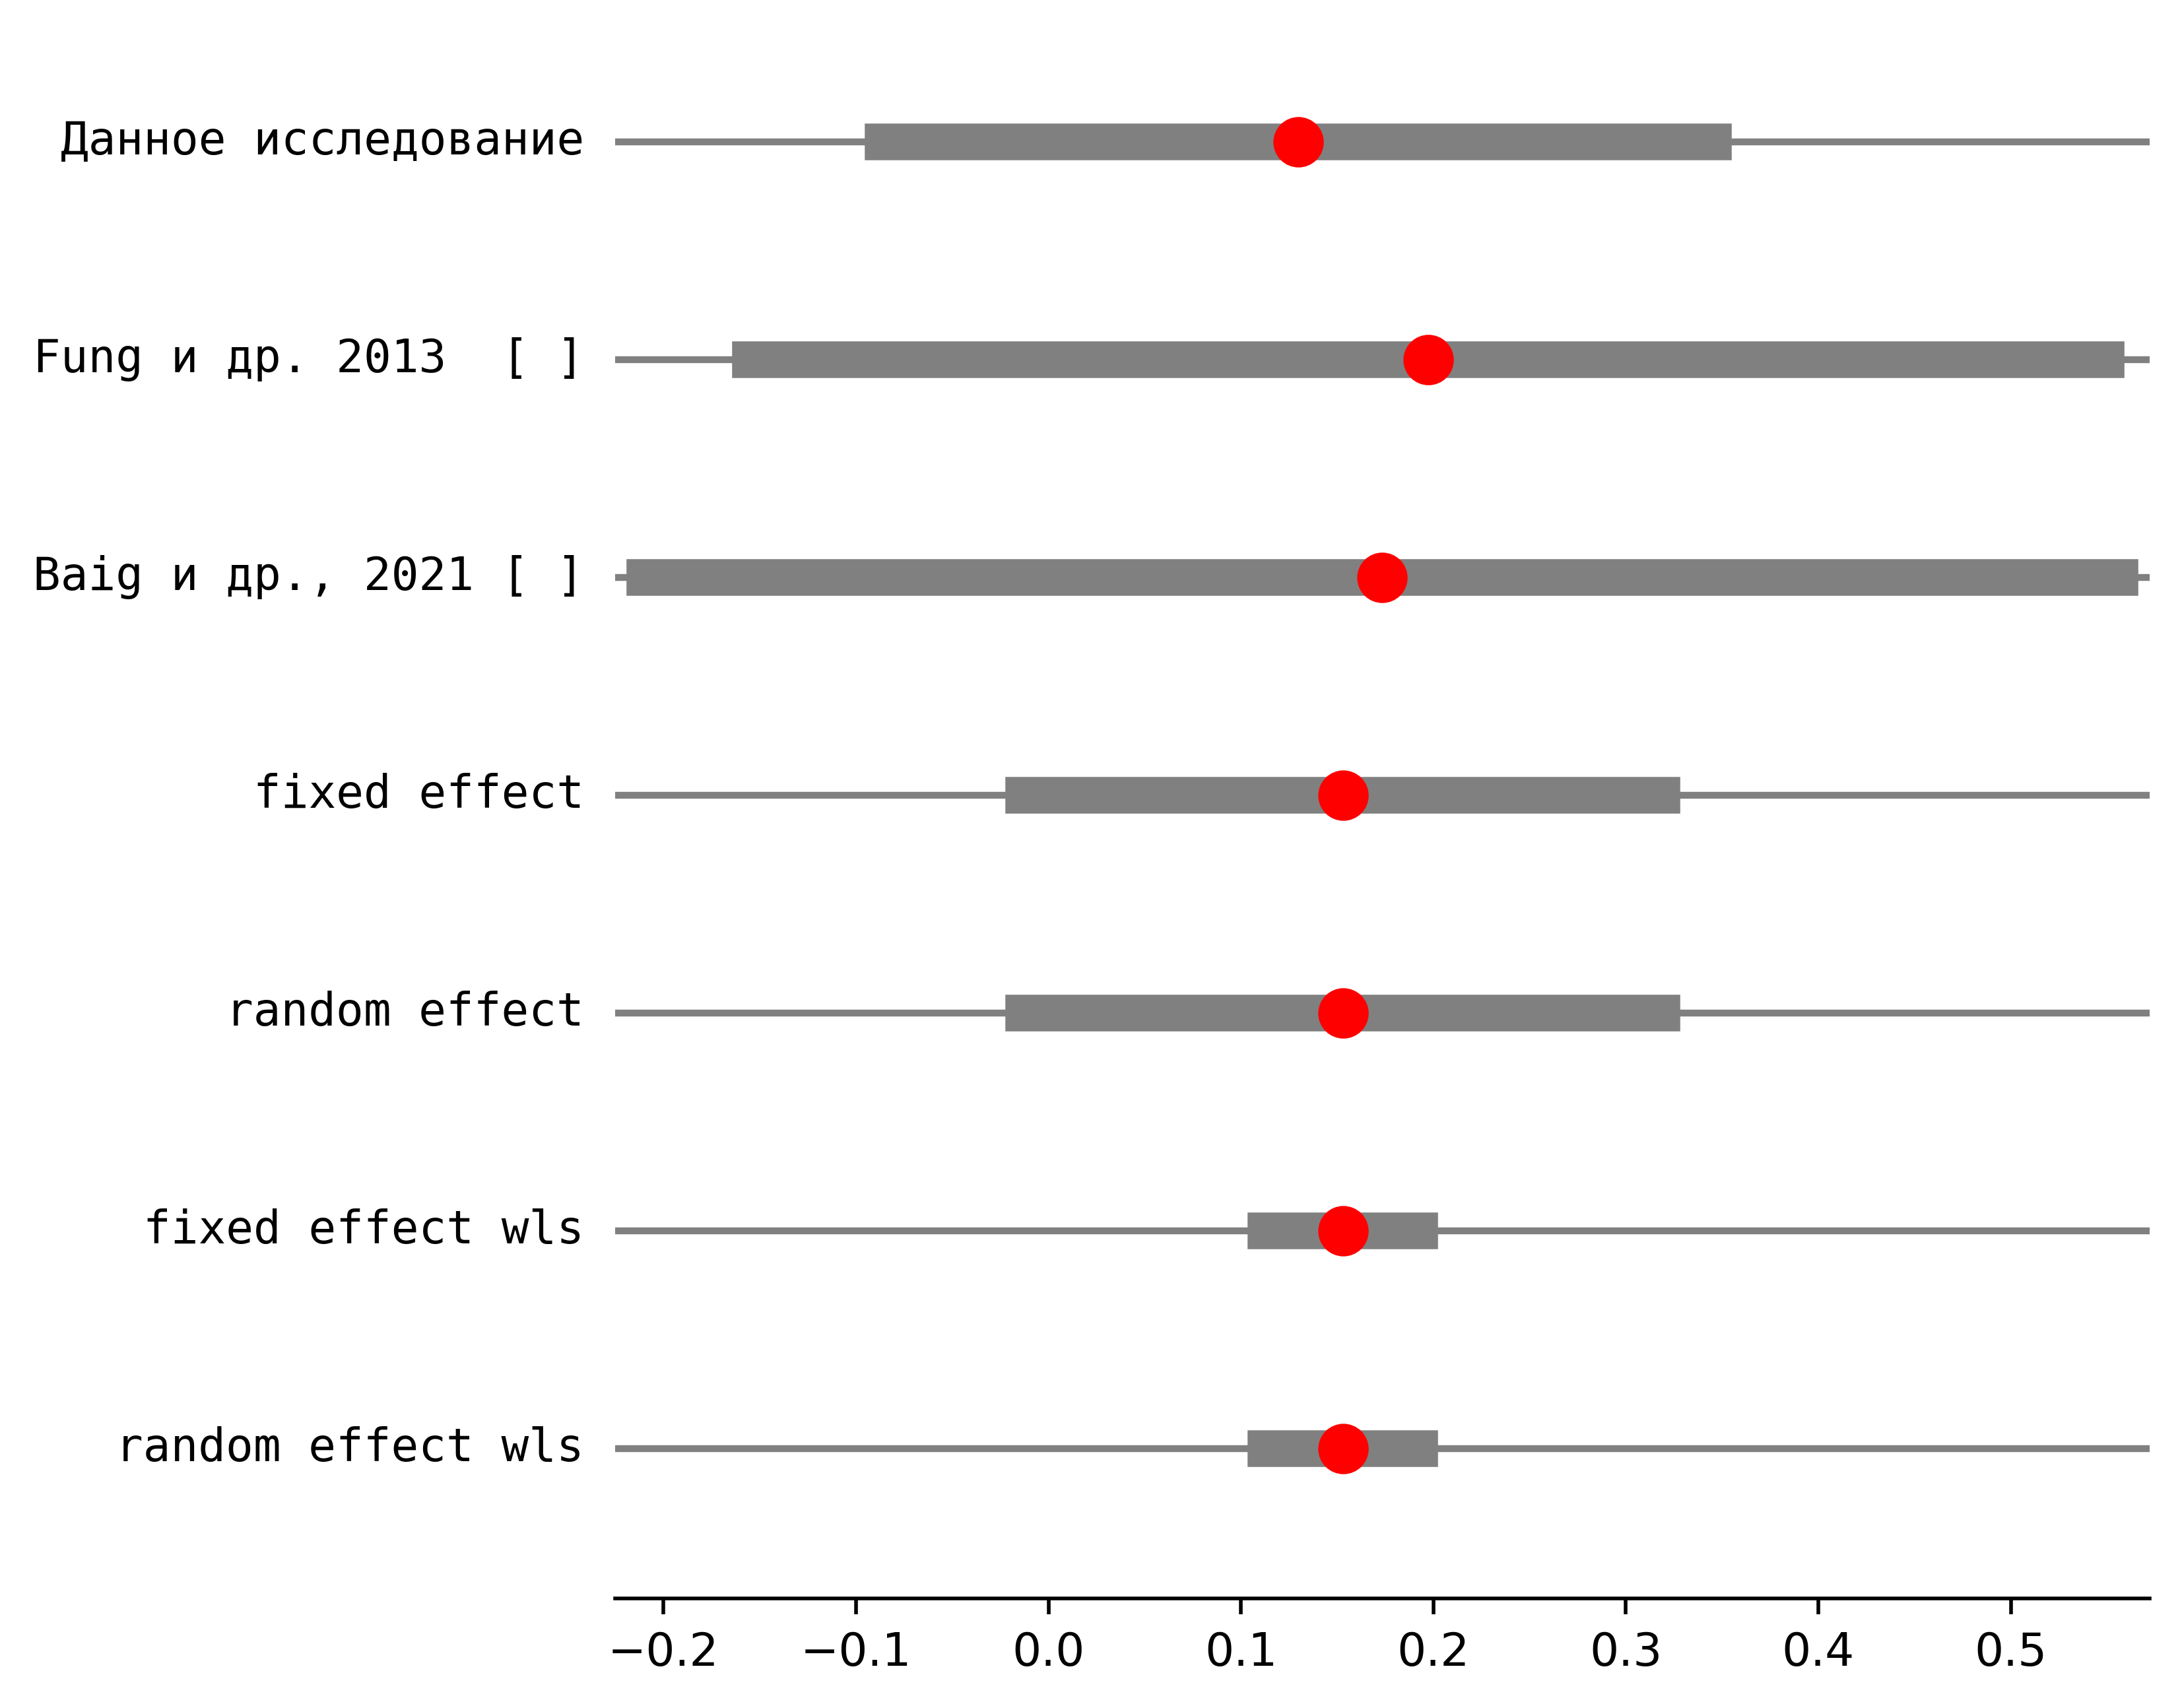 Данное исследование
Fung и др. 2013  [ ]
Baig и др., 2021 [ ]
fixed effect
random effect
fixed effect wls
random effect wls
−0.2 −0.1 0.0 0.1 0.2 0.3 0.4 0.5